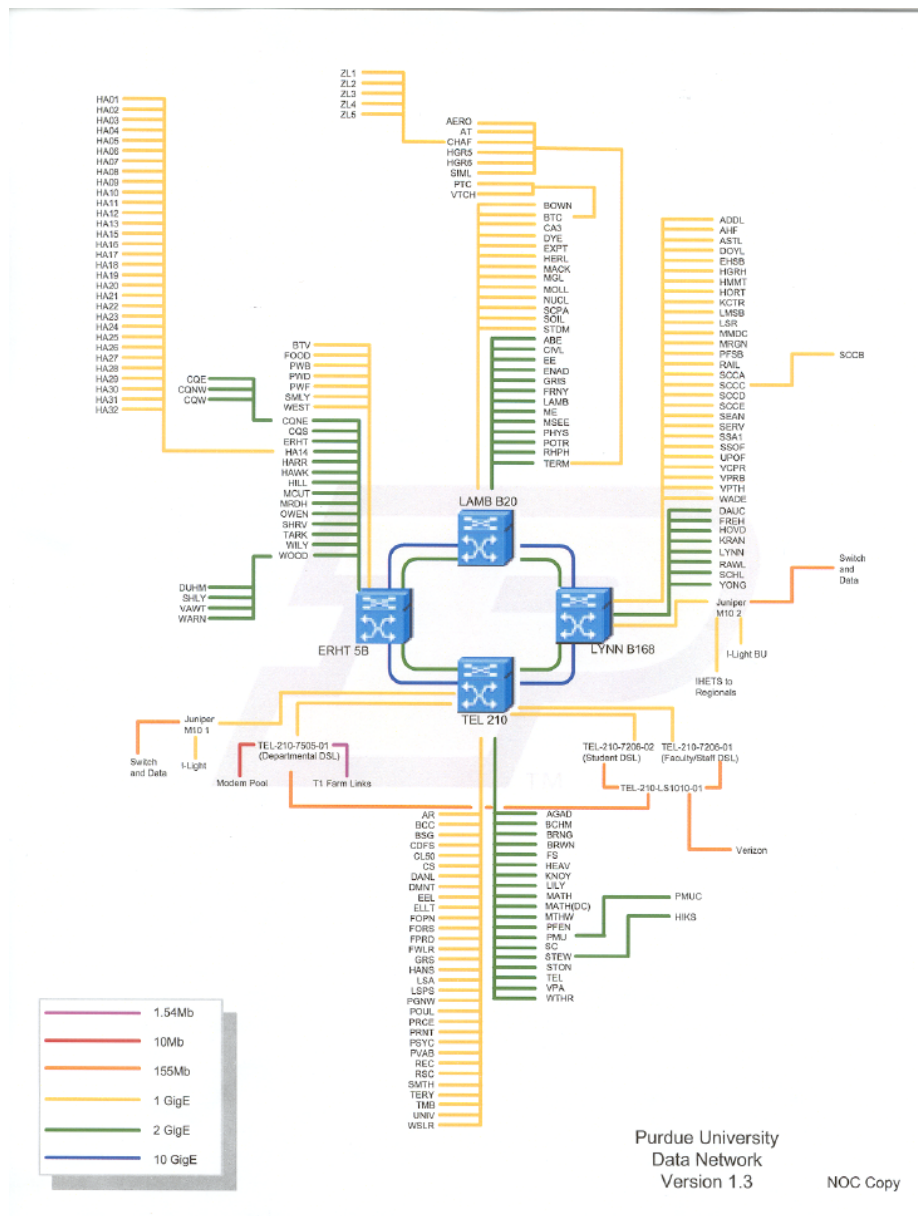 ZL1
ZL2
ZL3
ZL4
ZL5
HA01
HA02
HA03
HA04
HA05
HA06
HA07
HA08
HA09
HA10
HA11
HA12
HA13
HA15
HA16
HA17
HA18
HA19
HA20
HA21
HA22
HA23
HA24
HA25
HA26
HA27
HA28
HA29
HA30
HA31
HA32
AERO
AT
CHAF
HGR5
HGR6
SIML
PTC
VTCH
BOWN
BTC
CA3
DYE
EXPT
HERL
MACK
MGL
MOLL
NUCL
SCPA
SOIL
STDM
ABE
CIVL
EE
ENAD
GRIS
FRNY
LAMB
ME
MSEE
PHYS
POTR
RHPH
TERM
ADDL
AHF
ASTL
DOYL
EHSB
HGRH
HMMT
HORT
KCTR
LMSB
LSR
MMDC
MRGN
PFSB
RAIL
SCCA
SCCC
SCCD
SCCE
SEAN
SERV
SSA1
SSOF
UPOF
VCPR
VPRB
VPTH
WADE
DAUC
FREH
HOVD
KRAN
LYNN
RAWL
SCHL
YONG
SCCB
BTV
FOOD
PWB
PWD
PWF
SMLY
WEST
CQE
CQNW
CQW
CQNE
CQS
ERHT
HA14
HARR
HAWK
HILL
MCUT
MRDH
OWEN
SHRV
TARK
WILY
WOOD
DUHM
SHLY
VAWT
WARN
LAMB B20
ERHT 5B
LYNN B168
TEL 210
Juniper
M10 2
Switch
and
Data
I-Light BU
IHETS to
Regionals
Juniper
M10 1
Switch
and Data
I-Light
TEL-210-7505-01
(Departmental DSL)
Modem Pool
T1 Farm Links
TEL-210-7206-02
(Student DSL)
TEL-210-7206-01
(Faculty/Staff DSL)
TEL-210-LS1010-01
Verizon
TM
AR
BCC
BSG
CDFS
CL50
CS
DANL
DMNT
EEL
ELLT
FOPN
FORS
FPRD
FWLR
GRS
HANS
LSA
LSPS
PGNW
POUL
PRCE
PRNT
PSYC
PVAB
REC
RSC
SMTH
TERY
TMB
UNIV
WSLR
AGAD
BCHM
BRNG
BRWN
FS
HEAV
KNOY
LILY
MATH
MATH(DC)
MTHW
PFEN
PMU
SC
STEW
STON
TEL
VPA
WTHR
PMUC
HIKS
1.54Mb
10Mb
155Mb
1 GigE
2 GigE
10 GigE
Purdue University
Data Network
Version 1.3
NOC Copy